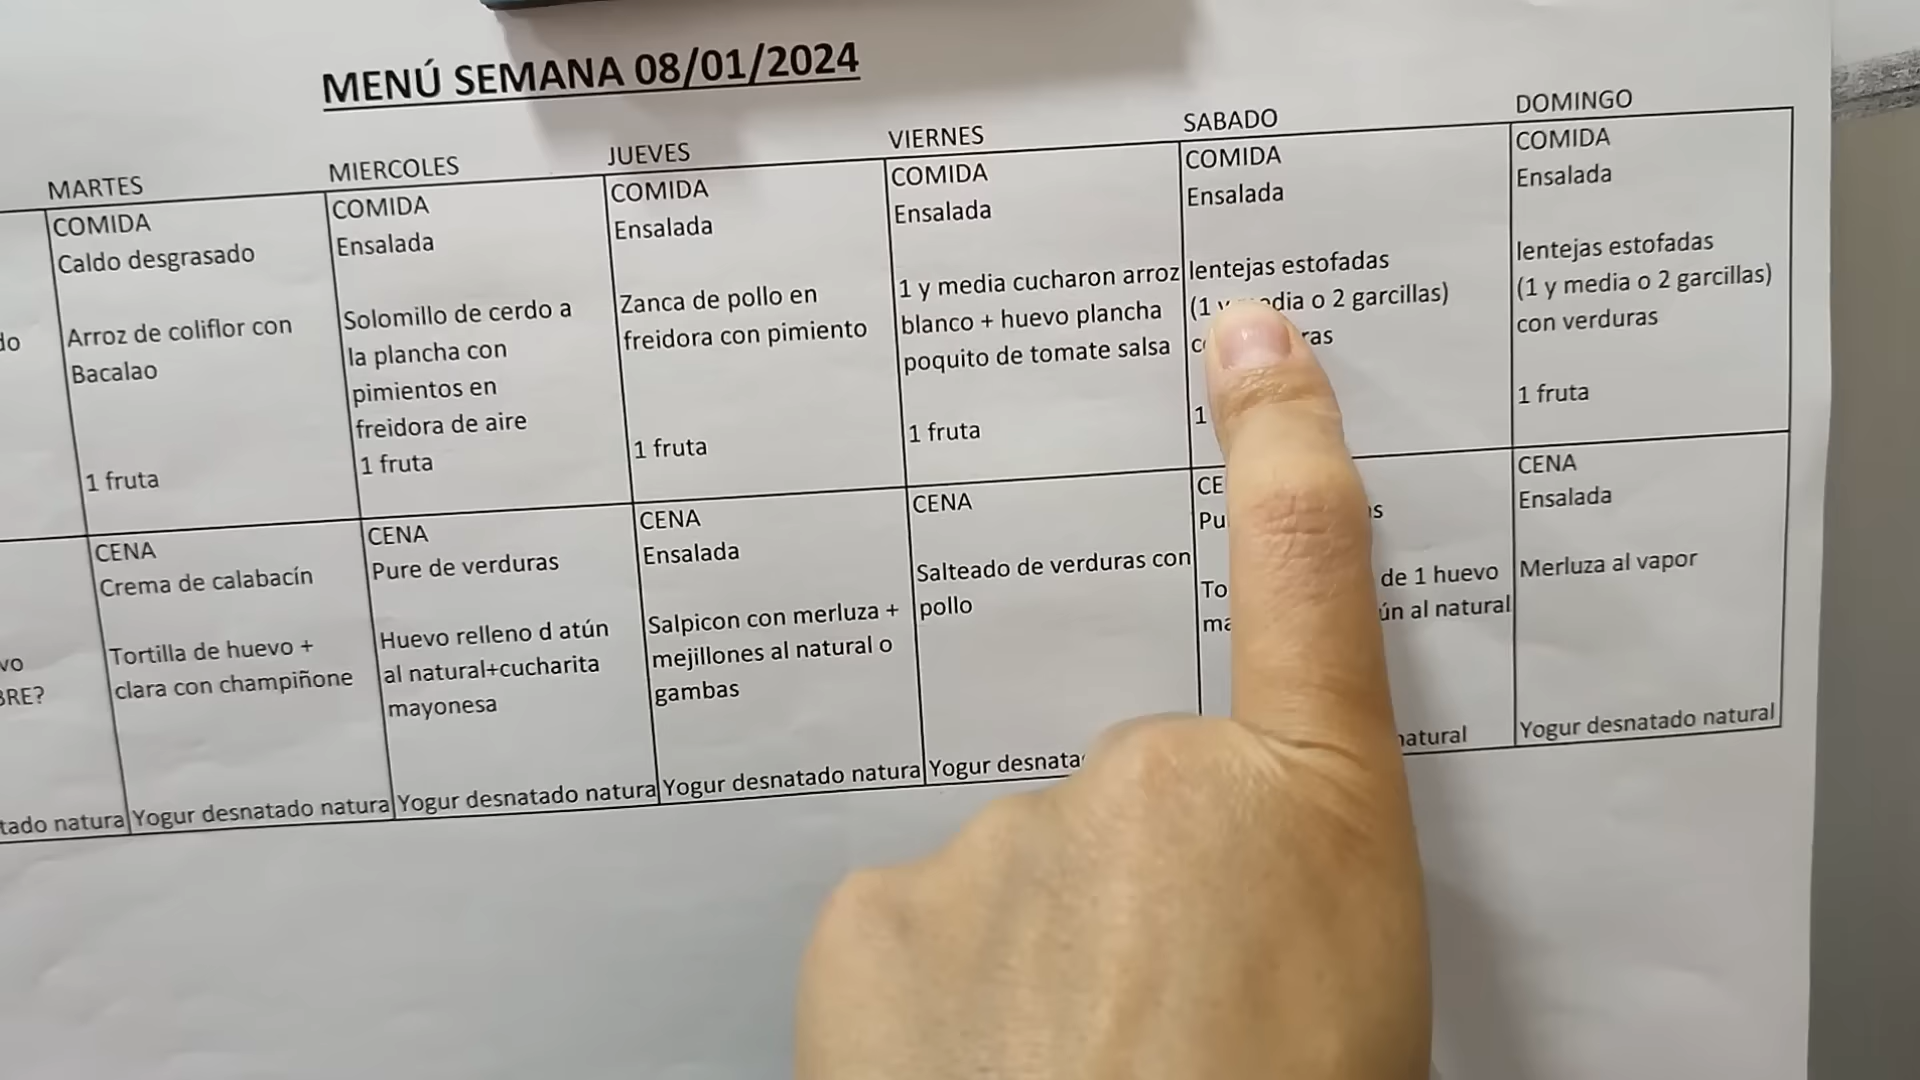 MENÚ SEMANA 08/01/2024
MARTES
COMIDA
Caldo desgrasado
Arroz de coliflor con
Bacalao
1 fruta
CENA
Crema de calabacín
Tortilla de huevo +
clara con champiñone
Yogur desnatado natura
MIERCOLES
COMIDA
Ensalada
Solomillo de cerdo a
la plancha con
pimientos en
freidora de aire
1 fruta
CENA
Pure de verduras
Huevo relleno d atún
al natural+cucharita
mayonesa
Yogur desnatado natura
JUEVES
COMIDA
Ensalada
Zanca de pollo en
freidora con pimiento
1 fruta
CENA
Ensalada
Salpicon con merluza +
mejillones al natural o
gambas
Yogur desnatado natura
VIERNES
COMIDA
Ensalada
1 y media cucharon arroz
blanco + huevo plancha
poquito de tomate salsa
1 fruta
CENA
Salteado de verduras con
pollo
Yogur
SABADO
COMIDA
Ensalada
lentejas estofadas
(1 y media o 2 garcillas)
1
de 1 huevo
al natural
DOMINGO
COMIDA
Ensalada
lentejas estofadas
(1 y media o 2 garcillas)
con verduras
1 fruta
CENA
Ensalada
Merluza al vapor
Yogur desnatado natural